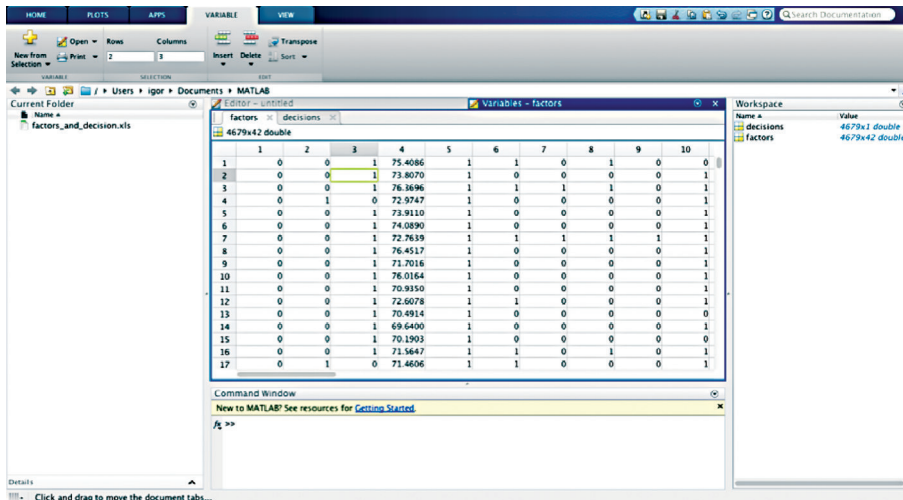 HOME PLOTS APPS VARIABLE VIEW Search Documentation
New from Selection Open Print Rows Columns 2 3 Insert Delete Transpose Sort
VARIABLE SELECTION EDIT
/ Users igor Documents MATLAB
Current Folder
Name
factors_and_decision.xls
Editor - untitled Variables - factors
factors decisions
4679x42 double
1 2 3 4 5 6 7 8 9 10
1 0 0 1 75.4086 1 1 0 1 0 0
2 0 0 1 73.8070 1 0 0 0 0 1
3 0 0 1 76.3696 1 1 1 1 0 1
4 0 1 0 72.9747 1 0 0 0 0 1
5 0 0 1 73.9110 1 0 0 0 0 1
6 0 0 1 74.0890 1 0 0 0 0 1
7 0 0 1 72.7639 1 1 1 1 1 1
8 0 0 1 76.4517 1 0 0 0 0 1
9 0 0 1 71.7016 1 0 0 0 0 1
10 0 0 1 76.0164 1 0 0 0 0 1
11 0 0 1 70.9350 1 0 0 0 0 1
12 0 0 1 72.6078 1 1 0 0 0 1
13 0 0 1 70.4914 1 0 0 0 0 0
14 0 0 1 69.6400 1 0 0 0 0 1
15 0 0 1 70.1903 1 0 0 0 0 0
16 0 0 1 71.5647 1 1 0 1 0 1
17 0 1 0 71.4606 1 1 0 0 0 1
Workspace
Name Value
decisions 4679x1 double
factors 4679x42 double
Command Window
New to MATLAB? See resources for Getting Started.
fx >>
Details
Click and drag to move the document tabs...